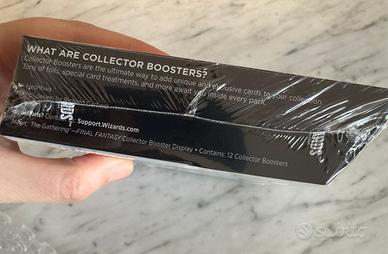 WHAT ARE COLLECTOR BOOSTERS?
Collector Boosters are the ultimate way to add unique and exclusive cards to your collection
tons of foils, special card treatments, and more await you inside every pack.
Support.Wizards.com
The Gathering—FINAL FANTASY Collector Booster Display • Contains: 12 Collector Boosters
subito